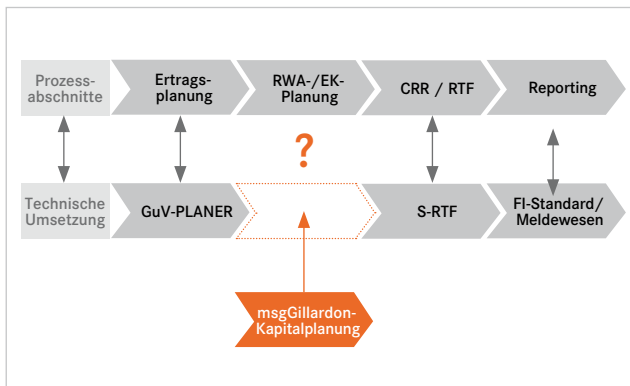 Prozess-
abschnitte
Ertrags-
planung
RWA-/EK-
Planung
CRR / RTF
Reporting
?
Technische
Umsetzung
GuV-PLANER
S-RTF
FI-Standard/
Meldewesen
msgGillardon-
Kapitalplanung